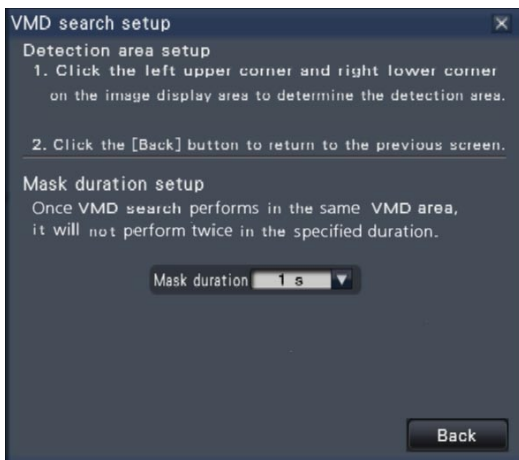 VMD search setup
Detection area setup
1. Click the left upper corner and right lower corner
on the image display area to determine the detection area.
2. Click the [Back] button to return to the previous screen.
Mask duration setup
Once VMD search performs in the same VMD area,
it will not perform twice in the specified duration.
Mask duration 1 s
Back